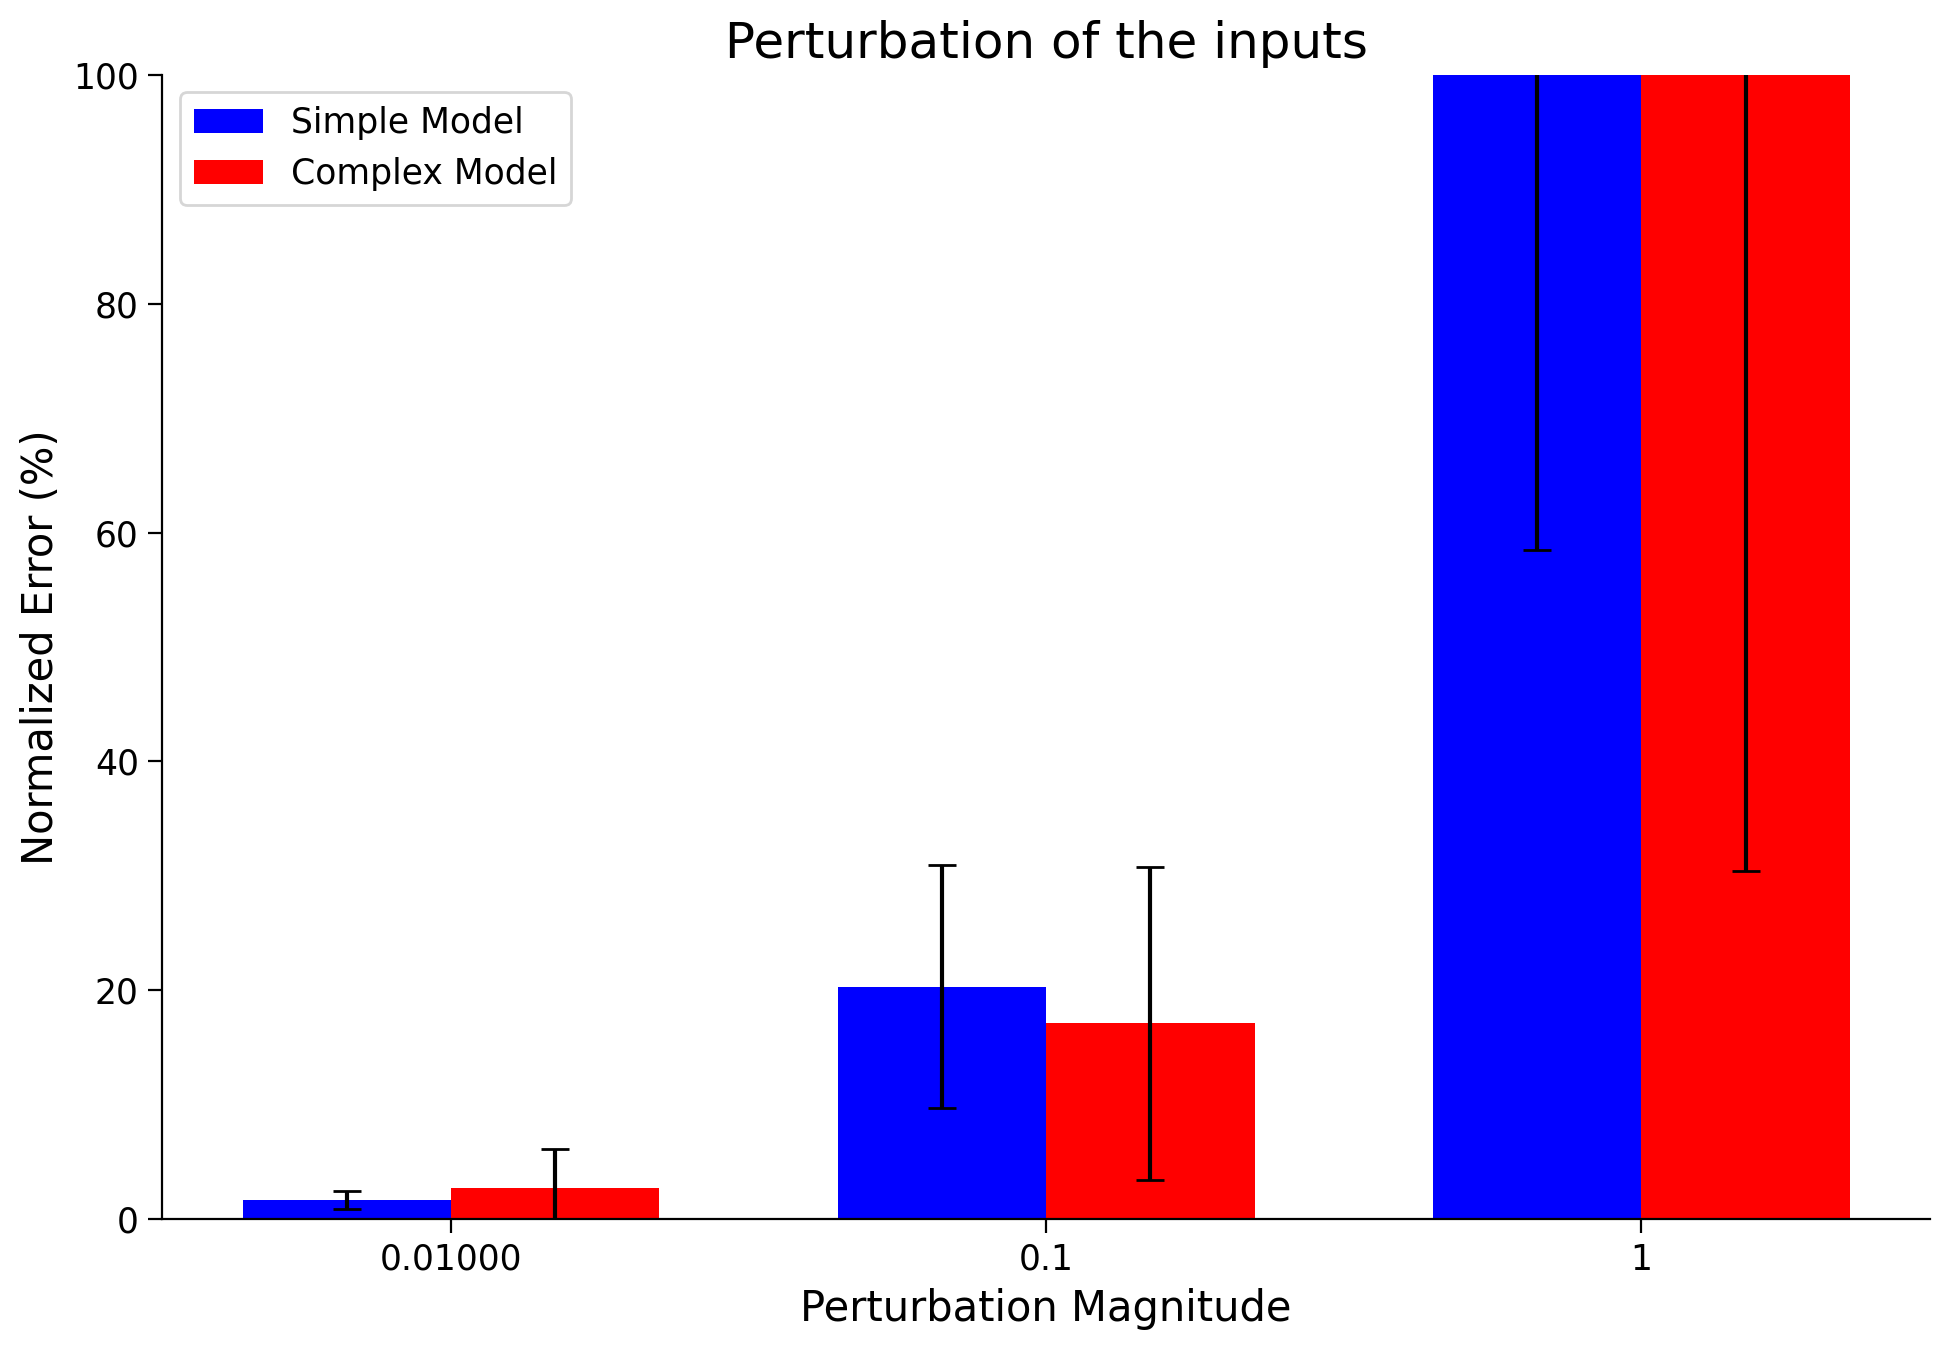 Perturbation of the inputs
Simple Model
Complex Model
Normalized Error (%)
100
80
60
40
20
0
0.01000
0.1
1
Perturbation Magnitude